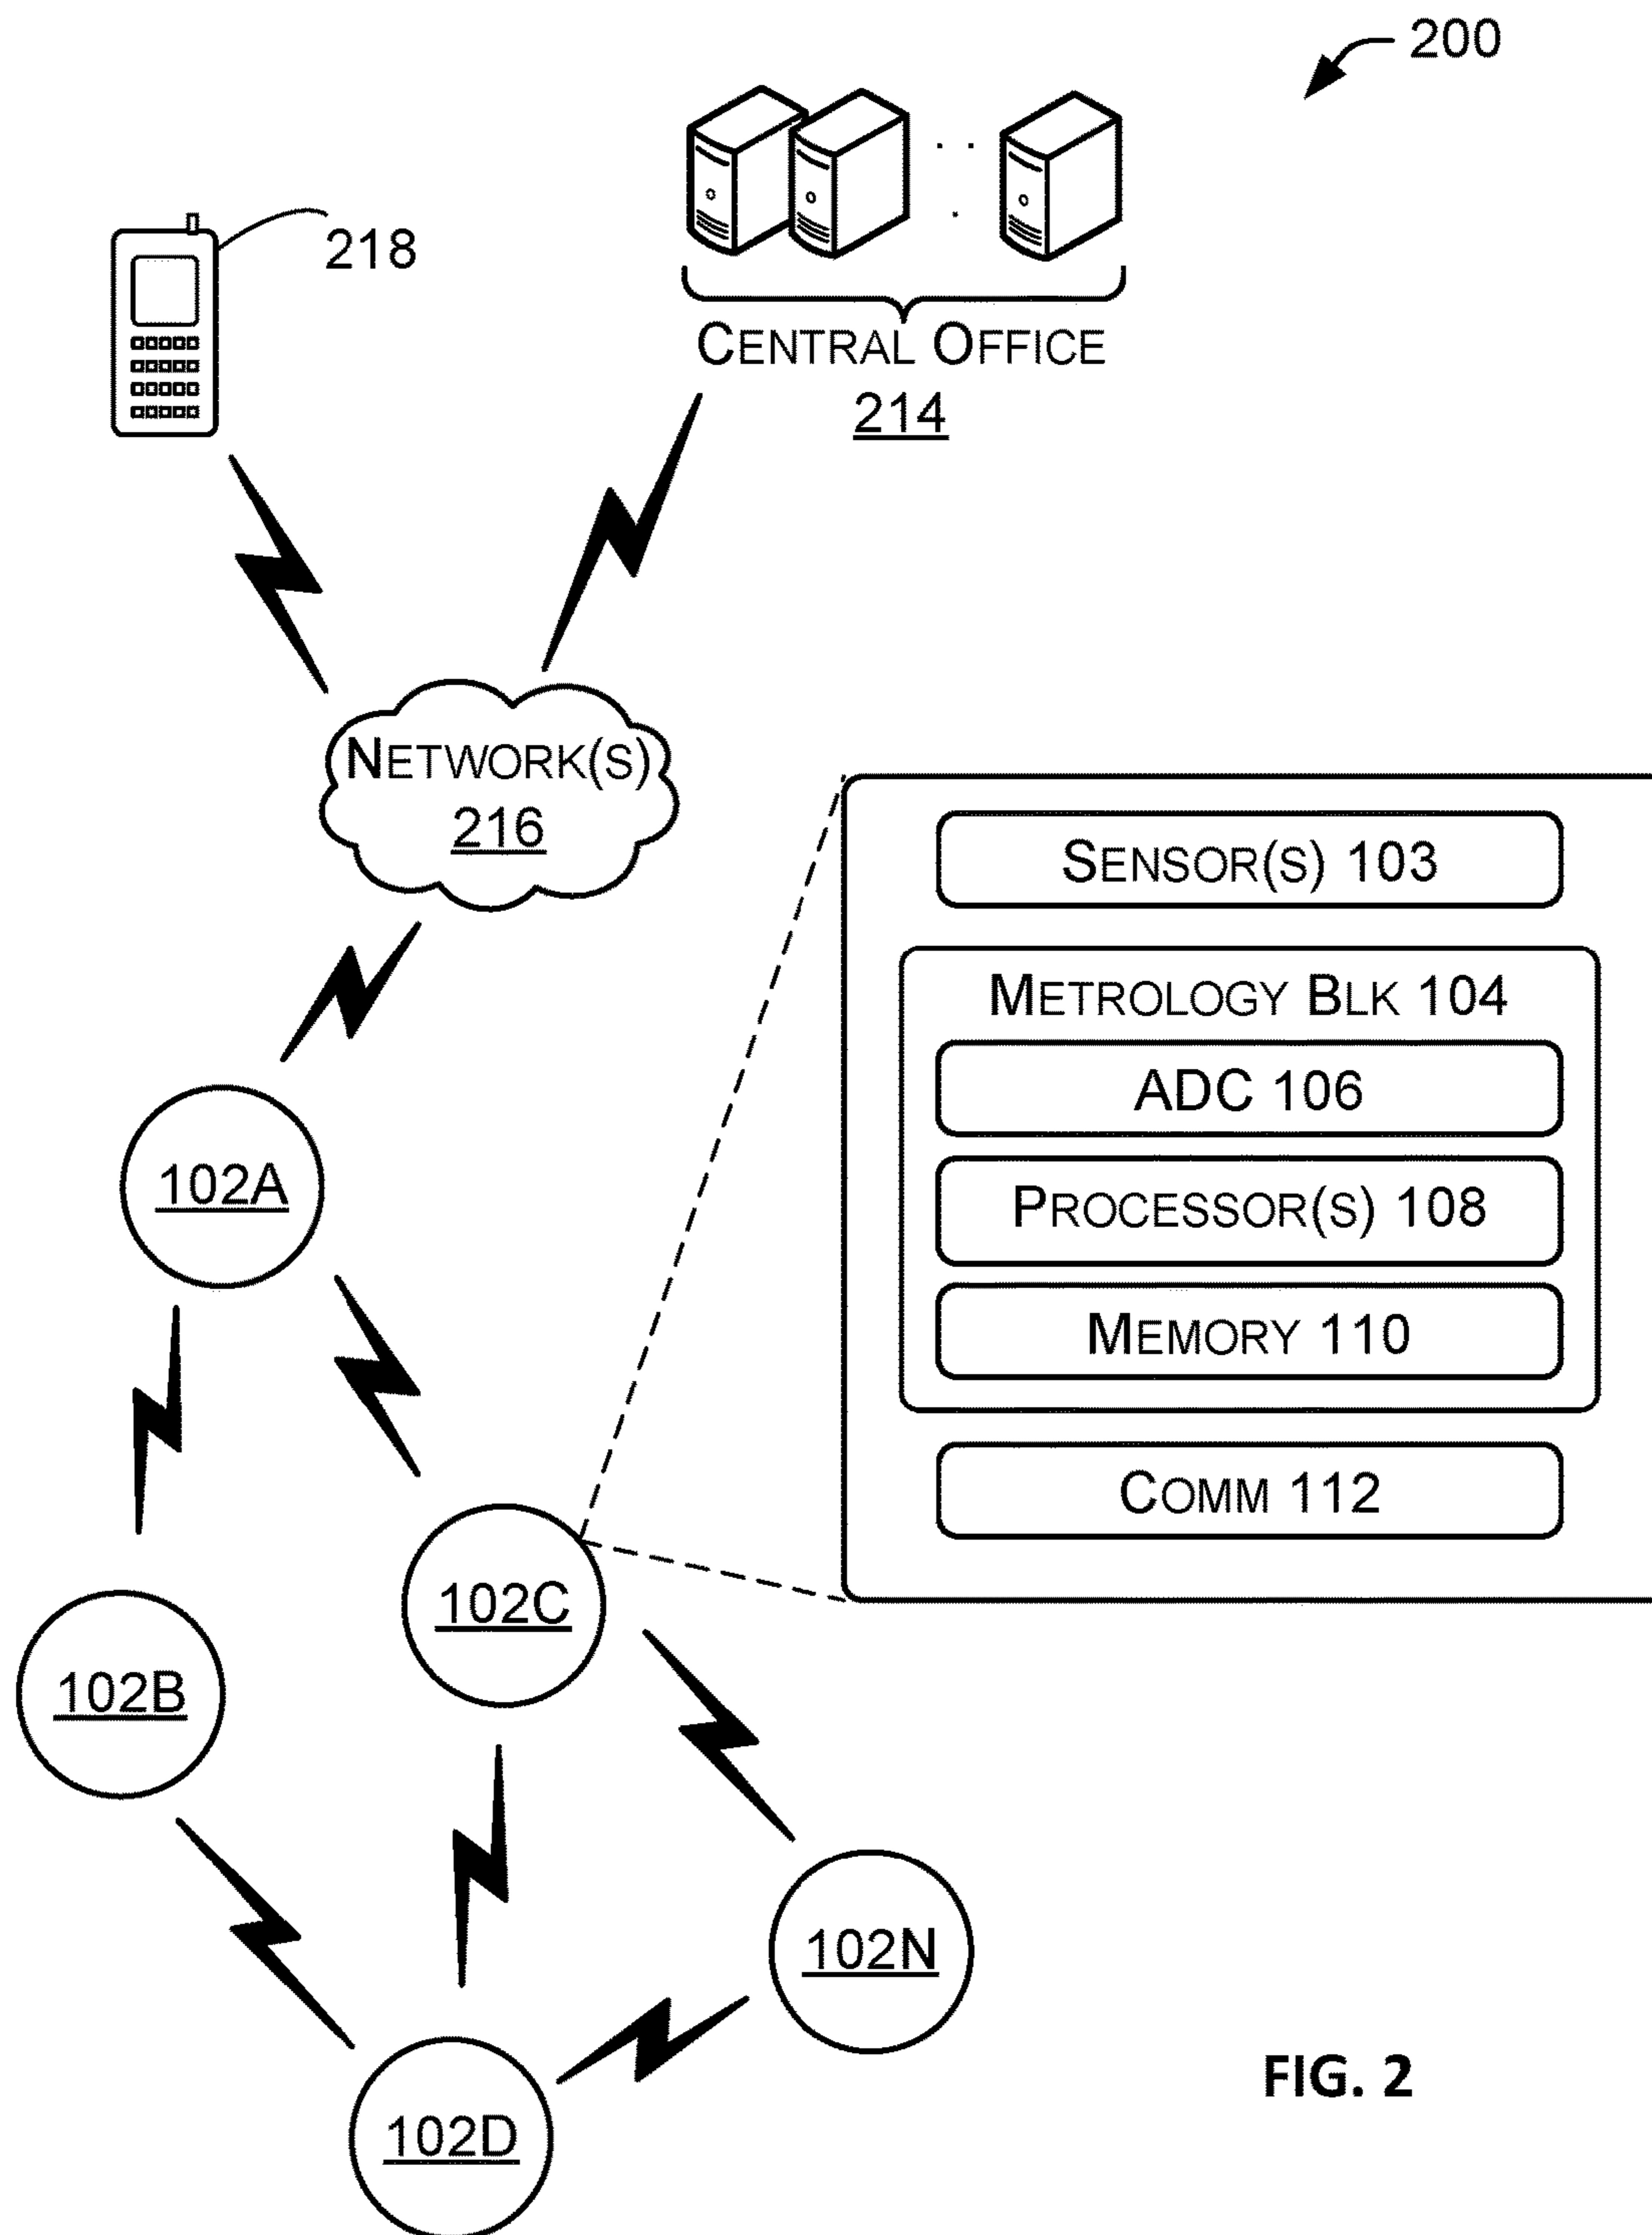 200
218
CENTRAL OFFICE
214
NETWORK(S)
216
SENSOR(S) 103
METROLOGY BLK 104
ADC 106
PROCESSOR(S) 108
MEMORY 110
COMM 112
102A
102C
102B
102N
102D
FIG. 2